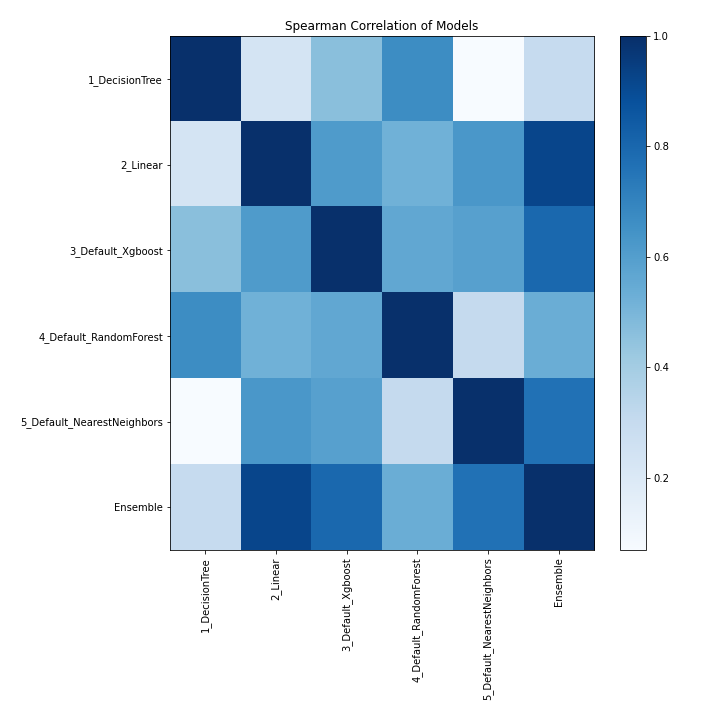 Spearman Correlation of Models
1_DecisionTree
2_Linear
3_Default_Xgboost
4_Default_RandomForest
5_Default_NearestNeighbors
Ensemble
1_DecisionTree
2_Linear
3_Default_Xgboost
4_Default_RandomForest
5_Default_NearestNeighbors
Ensemble
1.0
0.8
0.6
0.4
0.2